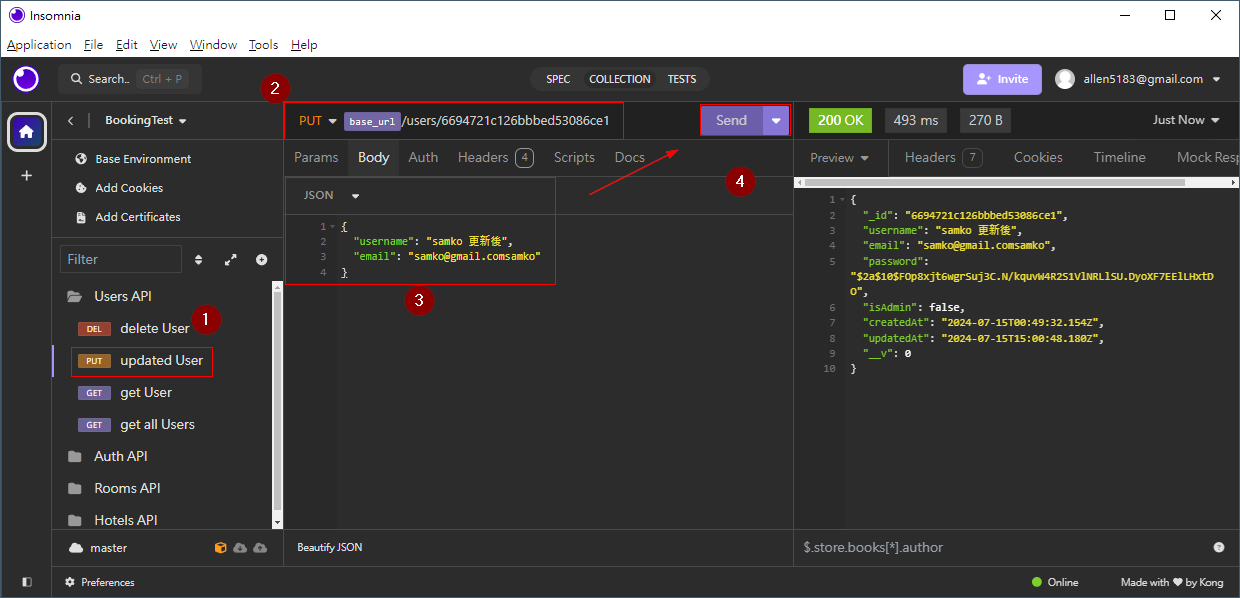 Insomnia
Application File Edit View Window Tools Help
Search.. Ctrl + P
SPEC COLLECTION TESTS
Invite
allen5183@gmail.com
BookingTest
Base Environment
Add Cookies
Add Certificates
Filter
Users API
1
DEL delete User
PUT updated User
GET get User
GET get all Users
Auth API
Rooms API
Hotels API
master
Preferences
2
PUT base_url /users/6694721c126bbbed53086ce1
Send
4
Params Body Auth Headers 4 Scripts Docs
JSON
1 {
2 "username": "samko 更新後",
3 "email": "samko@gmail.comsamko"
4 }
3
Beautify JSON
200 OK 493 ms 270 B Just Now
Preview Headers 7 Cookies Timeline Mock Resp
1 {
2 "_id": "6694721c126bbbed53086ce1",
3 "username": "samko 更新後",
4 "email": "samko@gmail.comsamko",
5 "password":
"$2a$10$FOp8xjt6wgrSuj3C.N/kquvW4R2S1VlNRLlSU.DyoXF7EElLHxtD
O",
6 "isAdmin": false,
7 "createdAt": "2024-07-15T00:49:32.154Z",
8 "updatedAt": "2024-07-15T15:00:48.180Z",
9 "__v": 0
10 }
$.store.books[*].author
Online
Made with ❤ by Kong